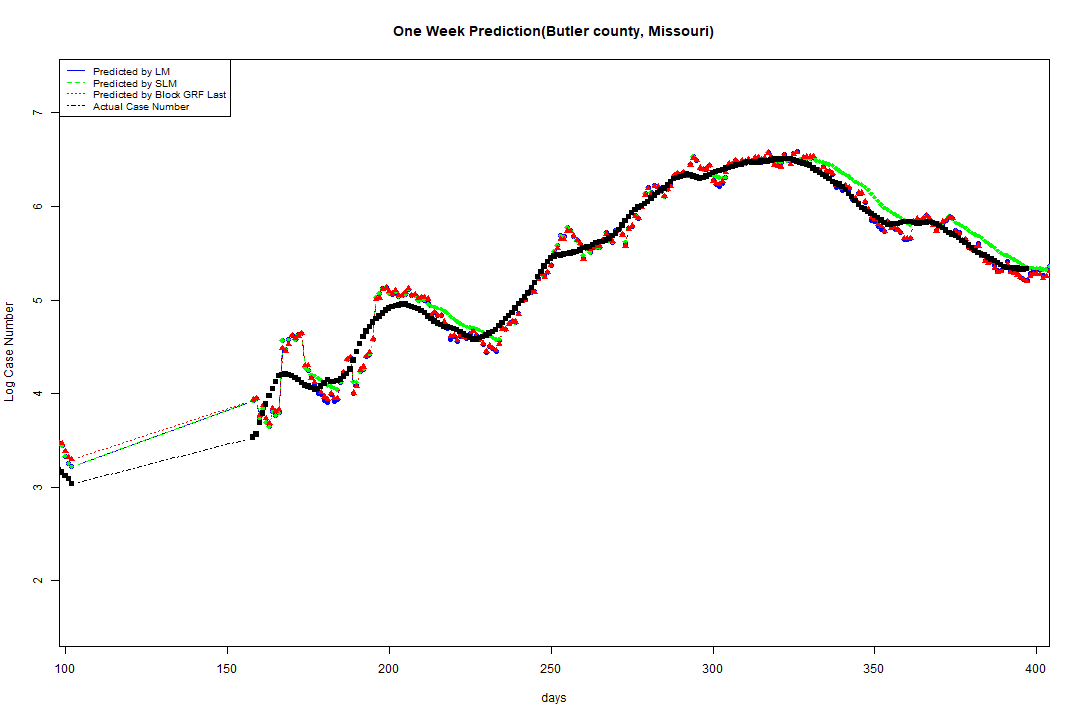 One Week Prediction(Butler county, Missouri)
Predicted by LM
Predicted by SLM
Predicted by Block GRF Last
Actual Case Number
Log Case Number
7
6
5
4
3
2
100 150 200 250 300 350 400
days